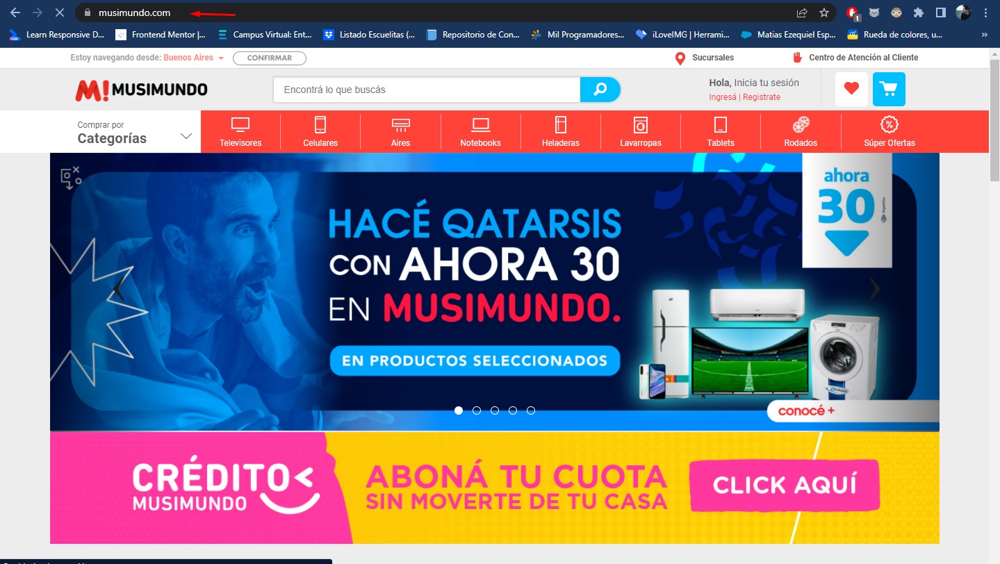 musimundo.com
1
Learn Responsive D...
Frontend Mentor |...
Campus Virtual: Ent...
Listado Escuelitas (...
Repositorio de Con...
Mil Programadores...
iLoveIMG | Herrami...
Matias Ezequiel Esp...
Rueda de colores, u...
»
Estoy navegando desde: Buenos Aires
CONFIRMAR
Sucursales
Centro de Atención al Cliente
M! MUSIMUNDO
Encontrá lo que buscás
Hola, Inicia tu sesión
Ingresá | Registrate
Comprar por
Categorías
Televisores
Celulares
Aires
Notebooks
Heladeras
Lavarropas
Tablets
Rodados
Súper Ofertas
HACÉ QATARSIS
CON AHORA 30
EN MUSIMUNDO.
EN PRODUCTOS SELECCIONADOS
ahora
30
conocé +
CRÉDITO
MUSIMUNDO
ABONÁ TU CUOTA
SIN MOVERTE DE TU CASA
CLICK AQUÍ